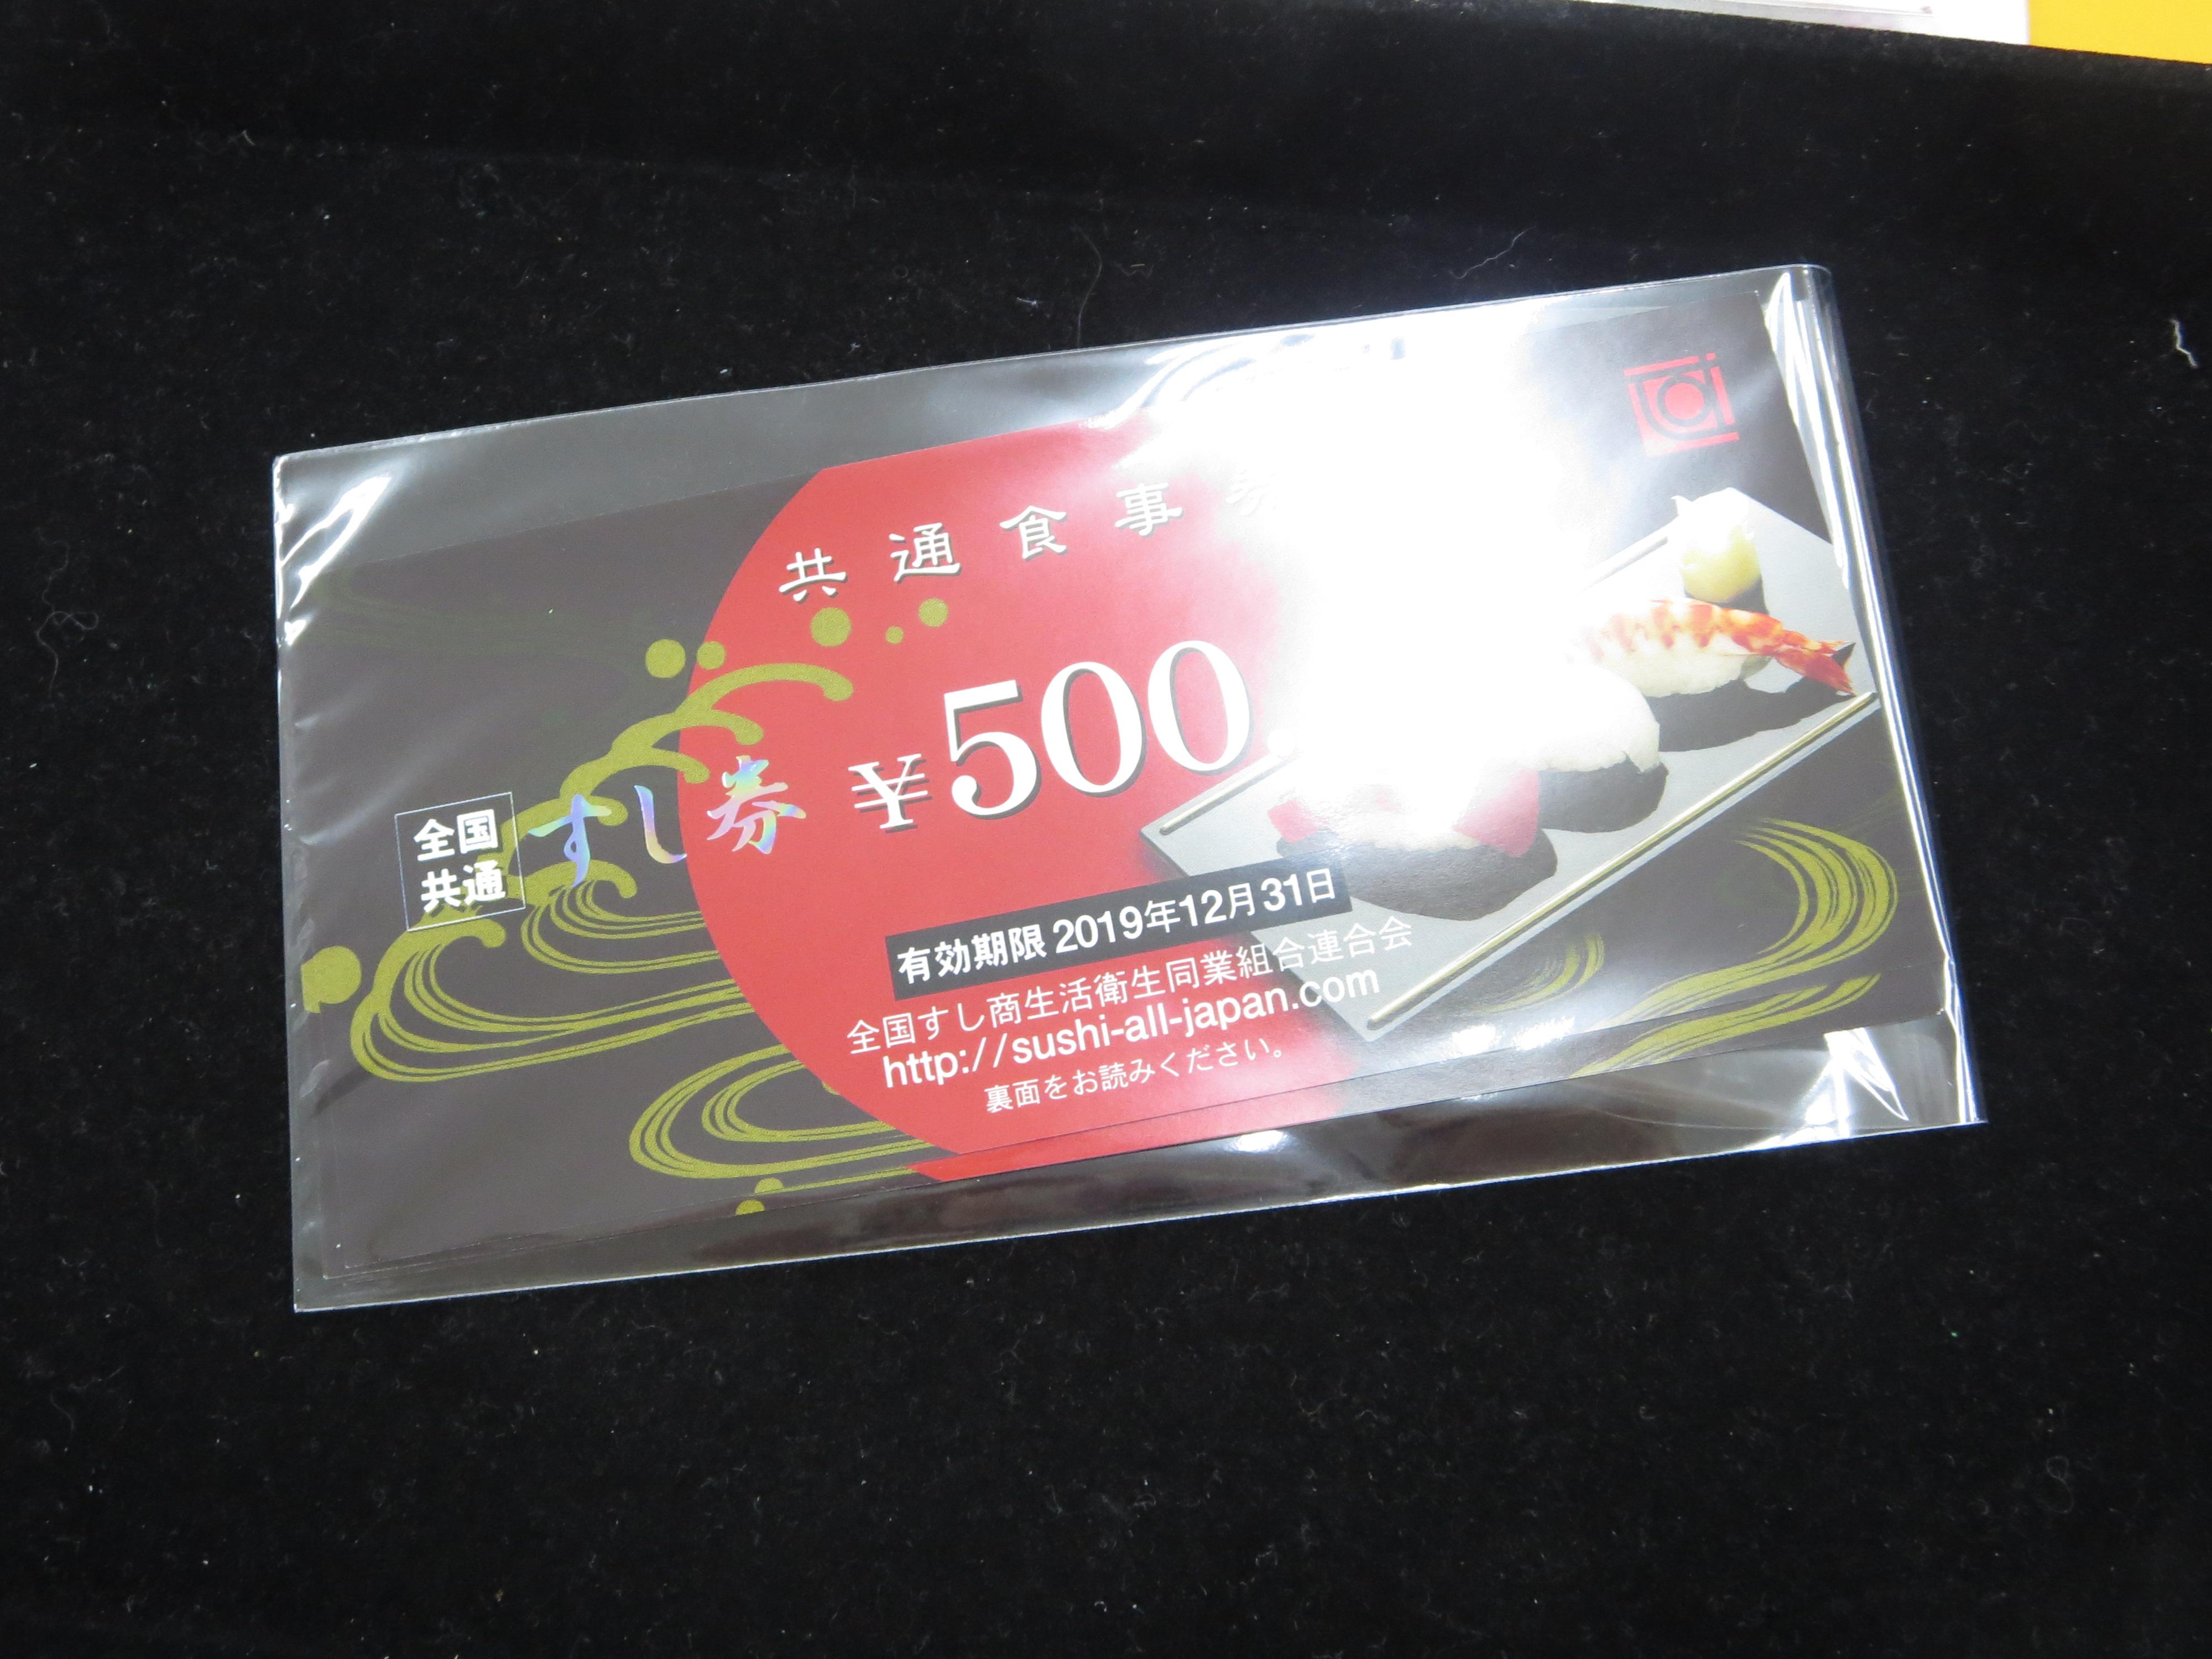 共通食事
¥500
全国
共通
すし券
有効期限 2019年12月31日
全国すし商生活衛生同業組合連合会
http://sushi-all-japan.com
裏面をお読みください。